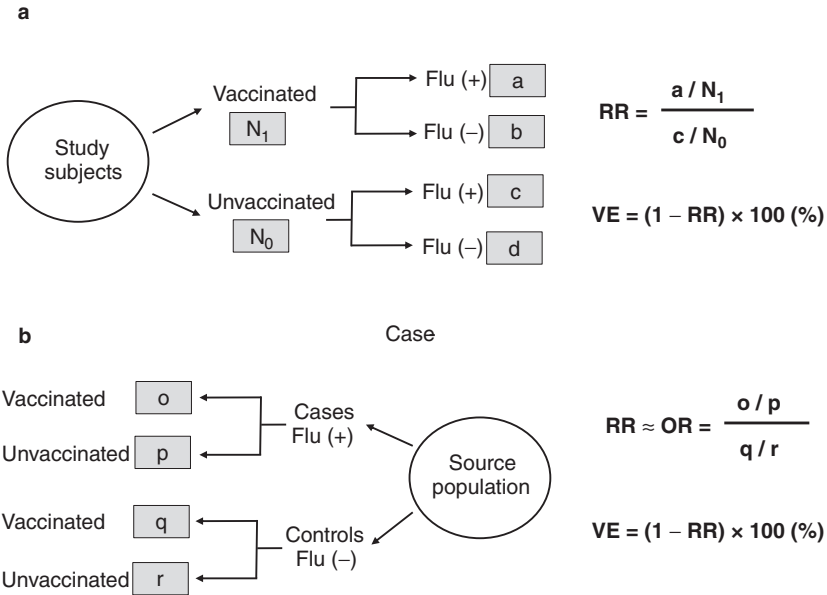 a
Study
subjects
Vaccinated
N₁
Unvaccinated
N₀
Flu (+) a
Flu (−) b
Flu (+) c
Flu (−) d
RR = a / N₁
c / N₀
VE = (1 − RR) × 100 (%)
b
Case
Vaccinated o
Unvaccinated p
Vaccinated q
Unvaccinated r
Cases
Flu (+)
Controls
Flu (−)
Source
population
RR ≈ OR = o / p
q / r
VE = (1 − RR) × 100 (%)